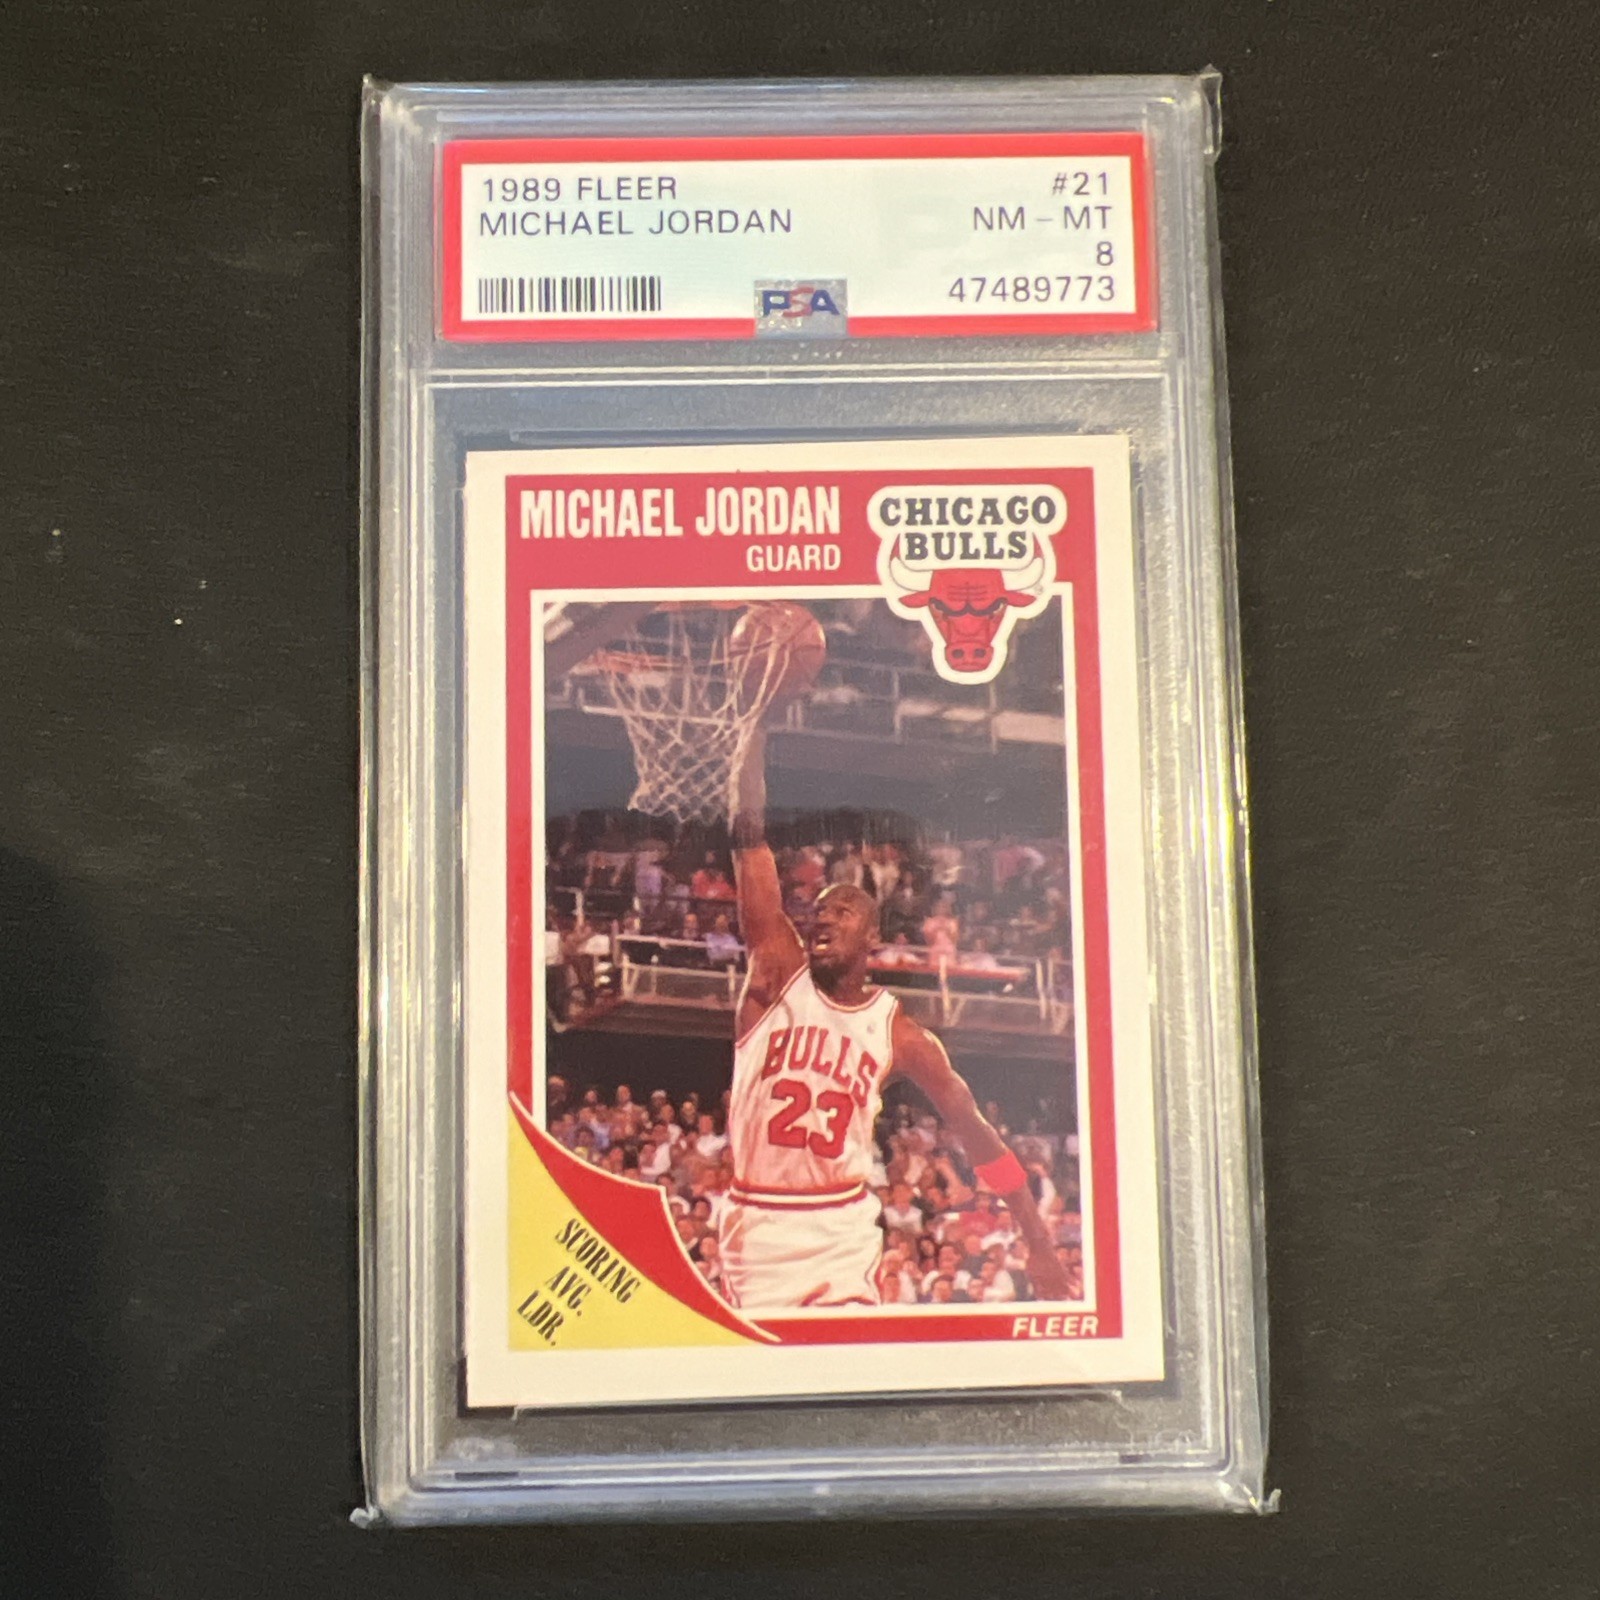 1989 FLEER #21
MICHAEL JORDAN NM - MT
8
PSA 47489773
MICHAEL JORDAN
GUARD
CHICAGO
BULLS
BULLS
23
SCORING
AVG.
LDR.
FLEER